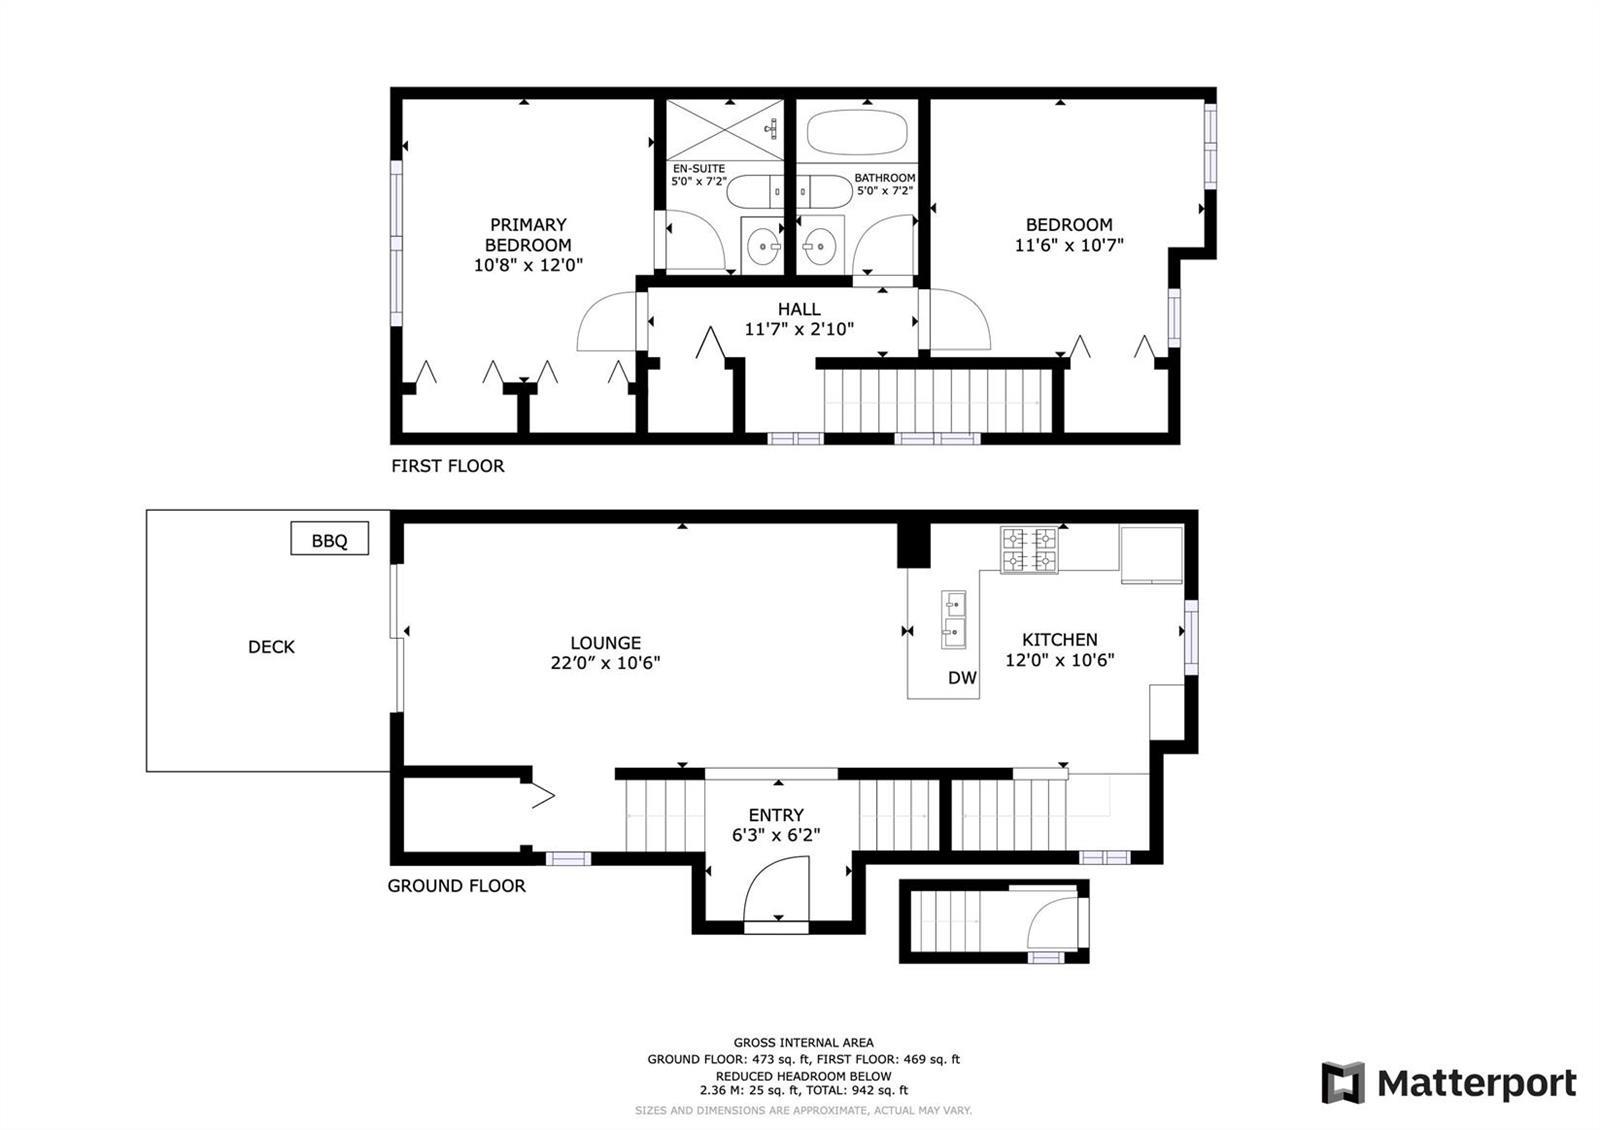 EN-SUITE
5'0" x 7'2"
BATHROOM
5'0" x 7'2"
PRIMARY
BEDROOM
10'8" x 12'0"
BEDROOM
11'6" x 10'7"
HALL
11'7" x 2'10"
FIRST FLOOR
BBQ
DECK
LOUNGE
22'0" x 10'6"
KITCHEN
12'0" x 10'6"
DW
ENTRY
6'3" x 6'2"
GROUND FLOOR
GROSS INTERNAL AREA
GROUND FLOOR: 473 sq. ft, FIRST FLOOR: 469 sq. ft
REDUCED HEADROOM BELOW
2.36 M: 25 sq. ft, TOTAL: 942 sq. ft
SIZES AND DIMENSIONS ARE APPROXIMATE, ACTUAL MAY VARY.
Matterport